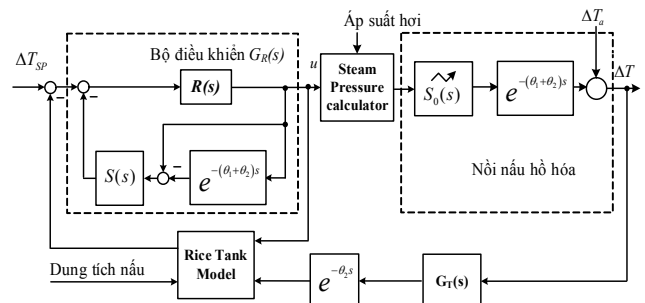 Áp suất hơi
Bộ điều khiển G_R(s)
ΔT_SP
ΔT_a
ΔT
u
R(s)
Steam
Pressure
calculator
S_0(s)
e^{-(θ_1+θ_2)s}
S(s)
e^{-(θ_1+θ_2)s}
Nồi nấu hồ hóa
Rice Tank
Model
Dung tích nấu
e^{-θ_2 s}
G_T(s)